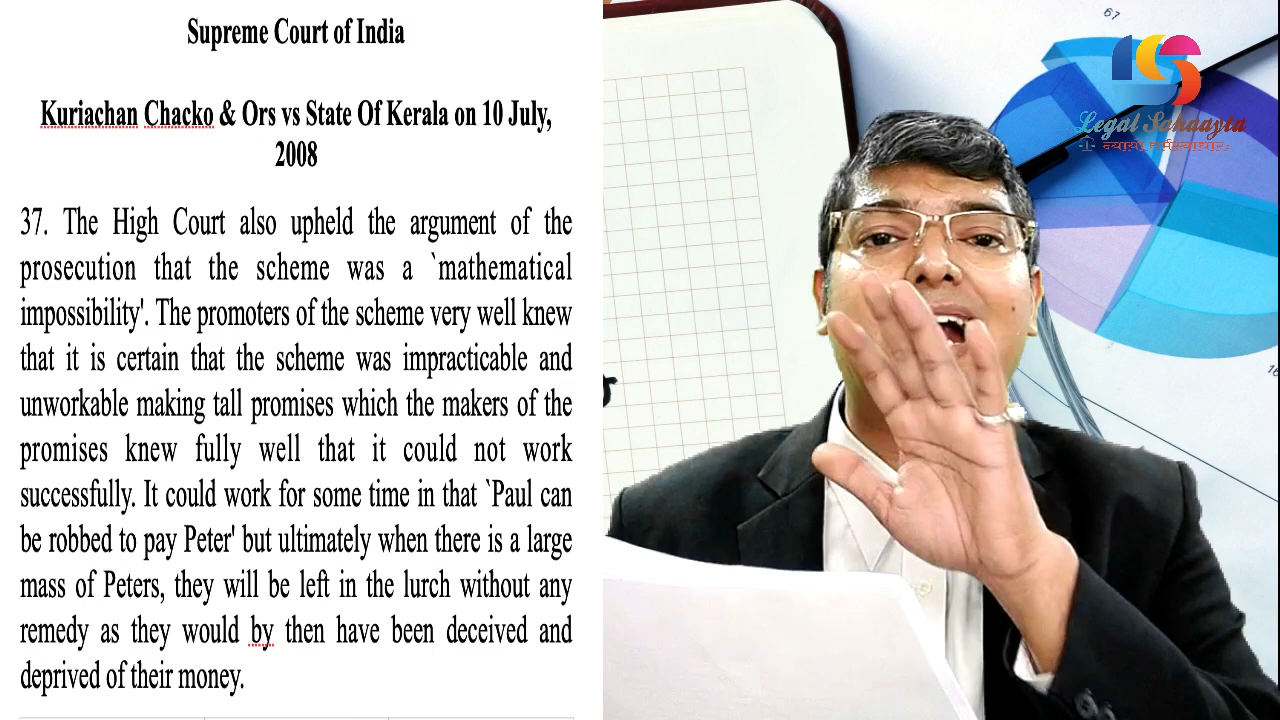 Supreme Court of India
Kuriachan Chacko & Ors vs State Of Kerala on 10 July,
2008
37. The High Court also upheld the argument of the
prosecution that the scheme was a `mathematical
impossibility'. The promoters of the scheme very well knew
that it is certain that the scheme was impracticable and
unworkable making tall promises which the makers of the
promises knew fully well that it could not work
successfully. It could work for some time in that `Paul can
be robbed to pay Peter' but ultimately when there is a large
mass of Peters, they will be left in the lurch without any
remedy as they would by then have been deceived and
deprived of their money.
67
Legal Sahaayta
16